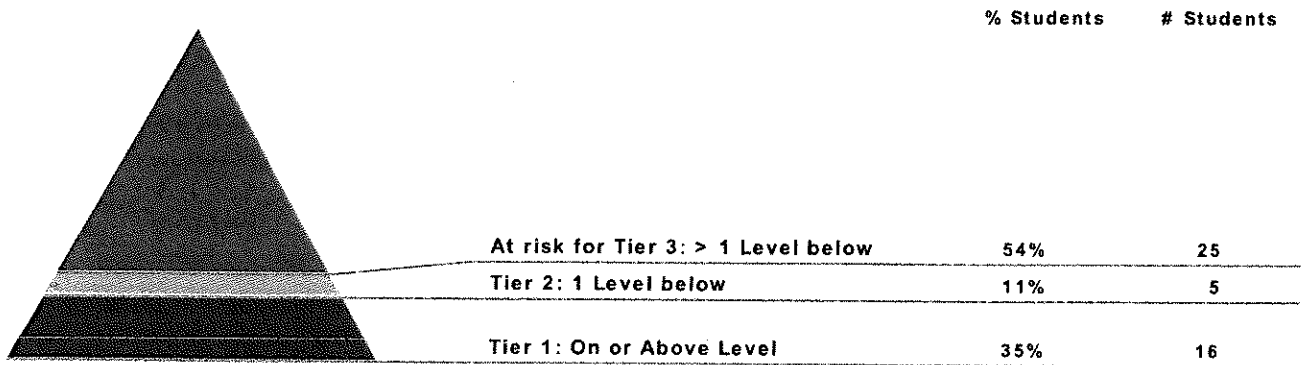 % Students # Students
At risk for Tier 3: > 1 Level below 54% 25
Tier 2: 1 Level below 11% 5
Tier 1: On or Above Level 35% 16